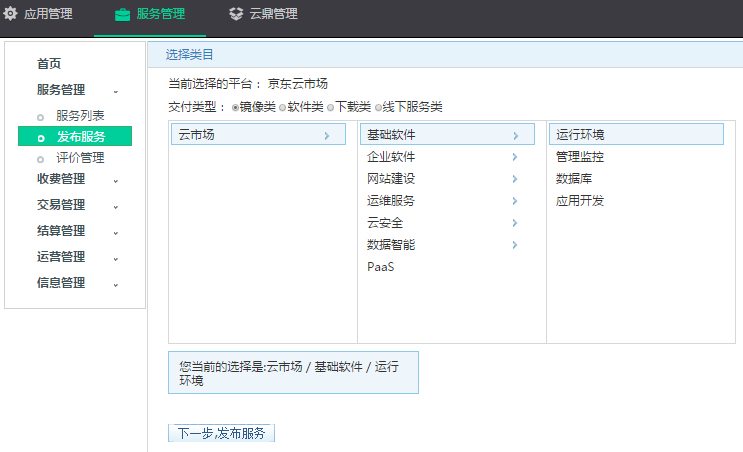 应用管理 服务管理 云鼎管理
首页
服务管理
服务列表
发布服务
评价管理
收费管理
交易管理
结算管理
运营管理
信息管理
选择类目
当前选择的平台： 京东云市场
交付类型： 镜像类 软件类 下载类 线下服务类
云市场
基础软件
企业软件
网站建设
运维服务
云安全
数据智能
PaaS
运行环境
管理监控
数据库
应用开发
您当前的选择是:云市场 / 基础软件 / 运行
环境
下一步,发布服务